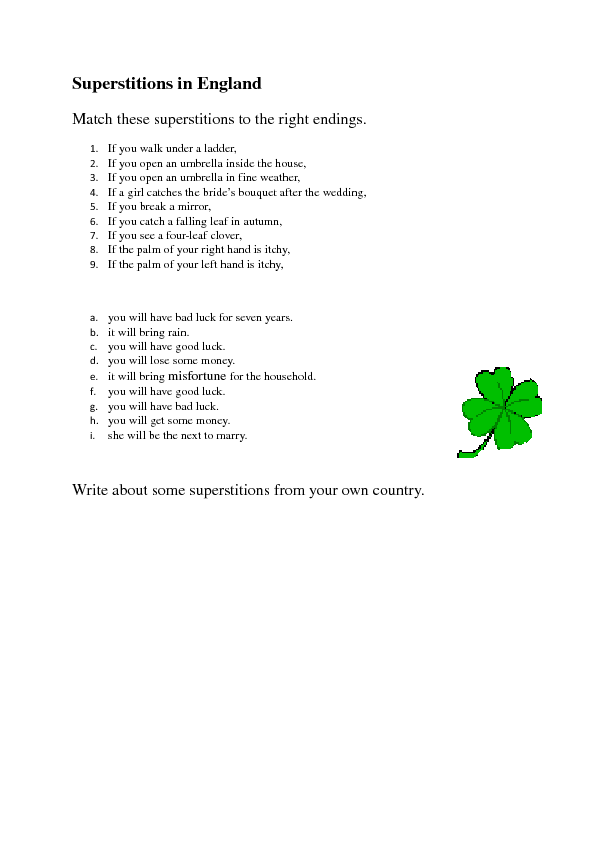 Superstitions in England
Match these superstitions to the right endings.
1. If you walk under a ladder,
2. If you open an umbrella inside the house,
3. If you open an umbrella in fine weather,
4. If a girl catches the bride's bouquet after the wedding,
5. If you break a mirror,
6. If you catch a falling leaf in autumn,
7. If you see a four-leaf clover,
8. If the palm of your right hand is itchy,
9. If the palm of your left hand is itchy,
a. you will have bad luck for seven years.
b. it will bring rain.
c. you will have good luck.
d. you will lose some money.
e. it will bring misfortune for the household.
f. you will have good luck.
g. you will have bad luck.
h. you will get some money.
i. she will be the next to marry.
Write about some superstitions from your own country.